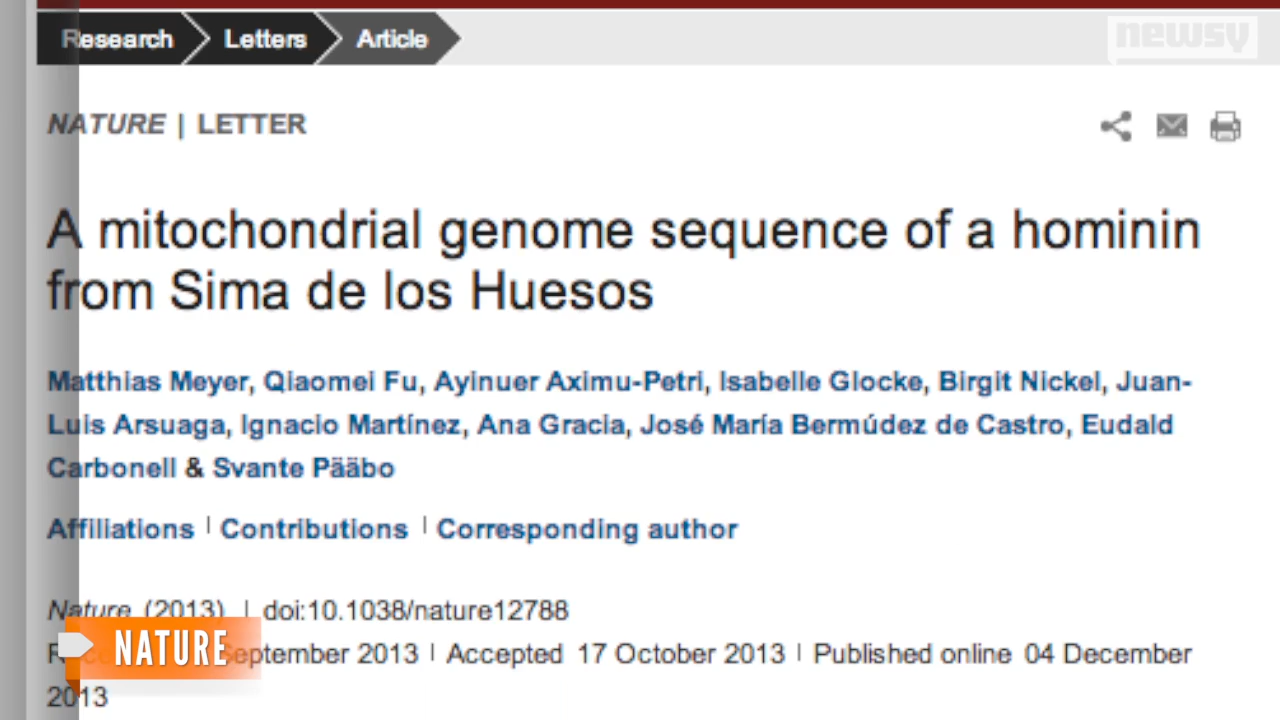 Research Letters Article
newsy
NATURE | LETTER
A mitochondrial genome sequence of a hominin
from Sima de los Huesos
Matthias Meyer, Qiaomei Fu, Ayinuer Aximu-Petri, Isabelle Glocke, Birgit Nickel, Juan-
Luis Arsuaga, Ignacio Martínez, Ana Gracia, José María Bermúdez de Castro, Eudald
Carbonell & Svante Pääbo
Affiliations | Contributions | Corresponding author
Nature (2013) | doi:10.1038/nature12788
NATURE
September 2013 | Accepted 17 October 2013 | Published online 04 December
2013